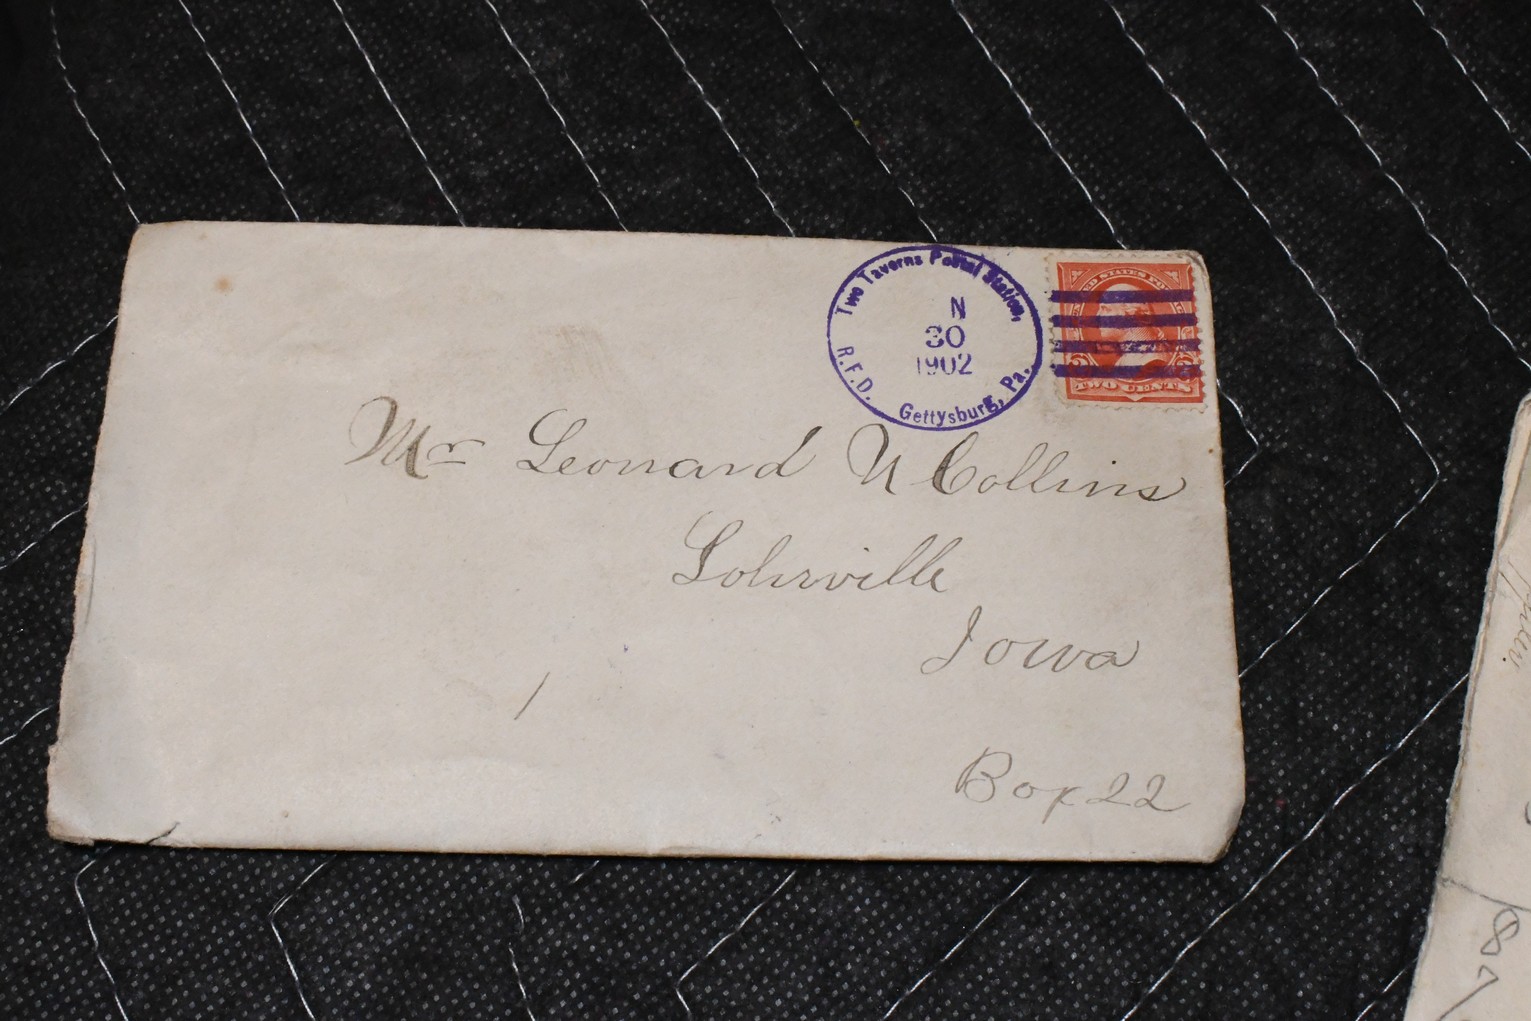 Two Taverns Postal Station,
N
30
1902
R.F.D. Gettysburg, Pa.
TWO CENTS
Mr Leonard N Collins
Lohrville
Iowa
Box 22